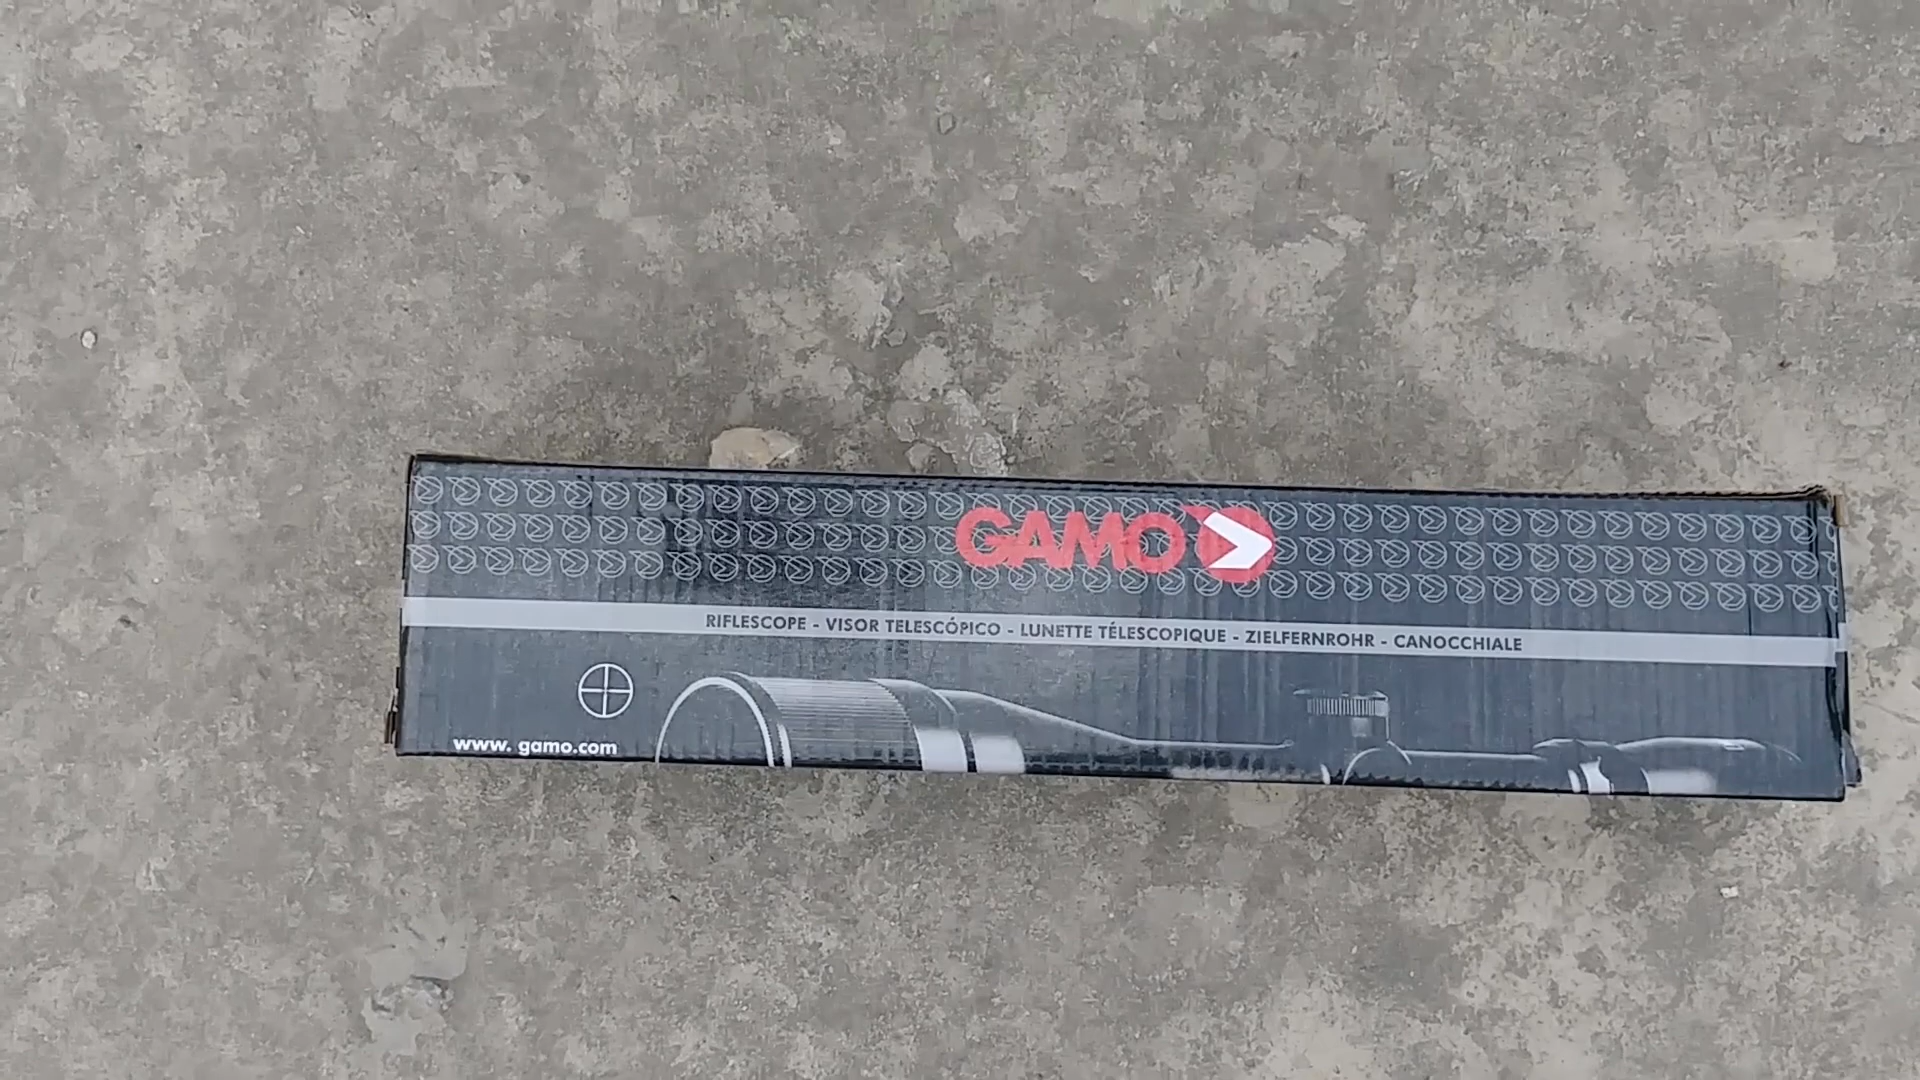 GAMO
RIFLESCOPE - VISOR TELESCÓPICO - LUNETTE TÉLESCOPIQUE - ZIELFERNROHR - CANOCCHIALE
www. gamo.com